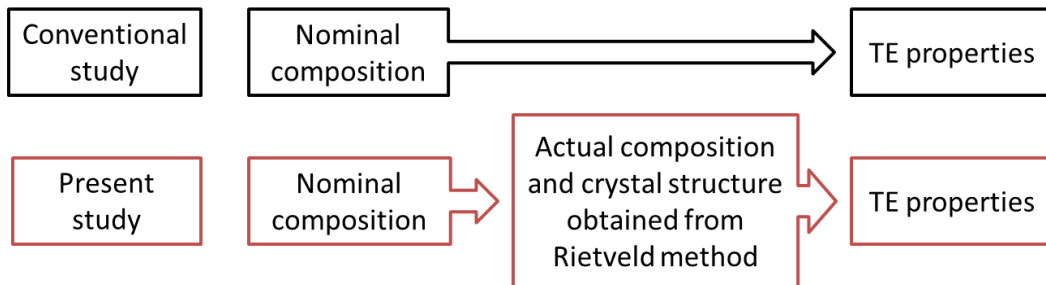 Conventional
study
Nominal
composition
TE properties
Present
study
Nominal
composition
Actual composition
and crystal structure
obtained from
Rietveld method
TE properties